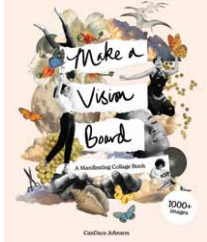 Make a
Vision
Board
A Manifesting Collage Book
1000+
images
CanDace Johnson